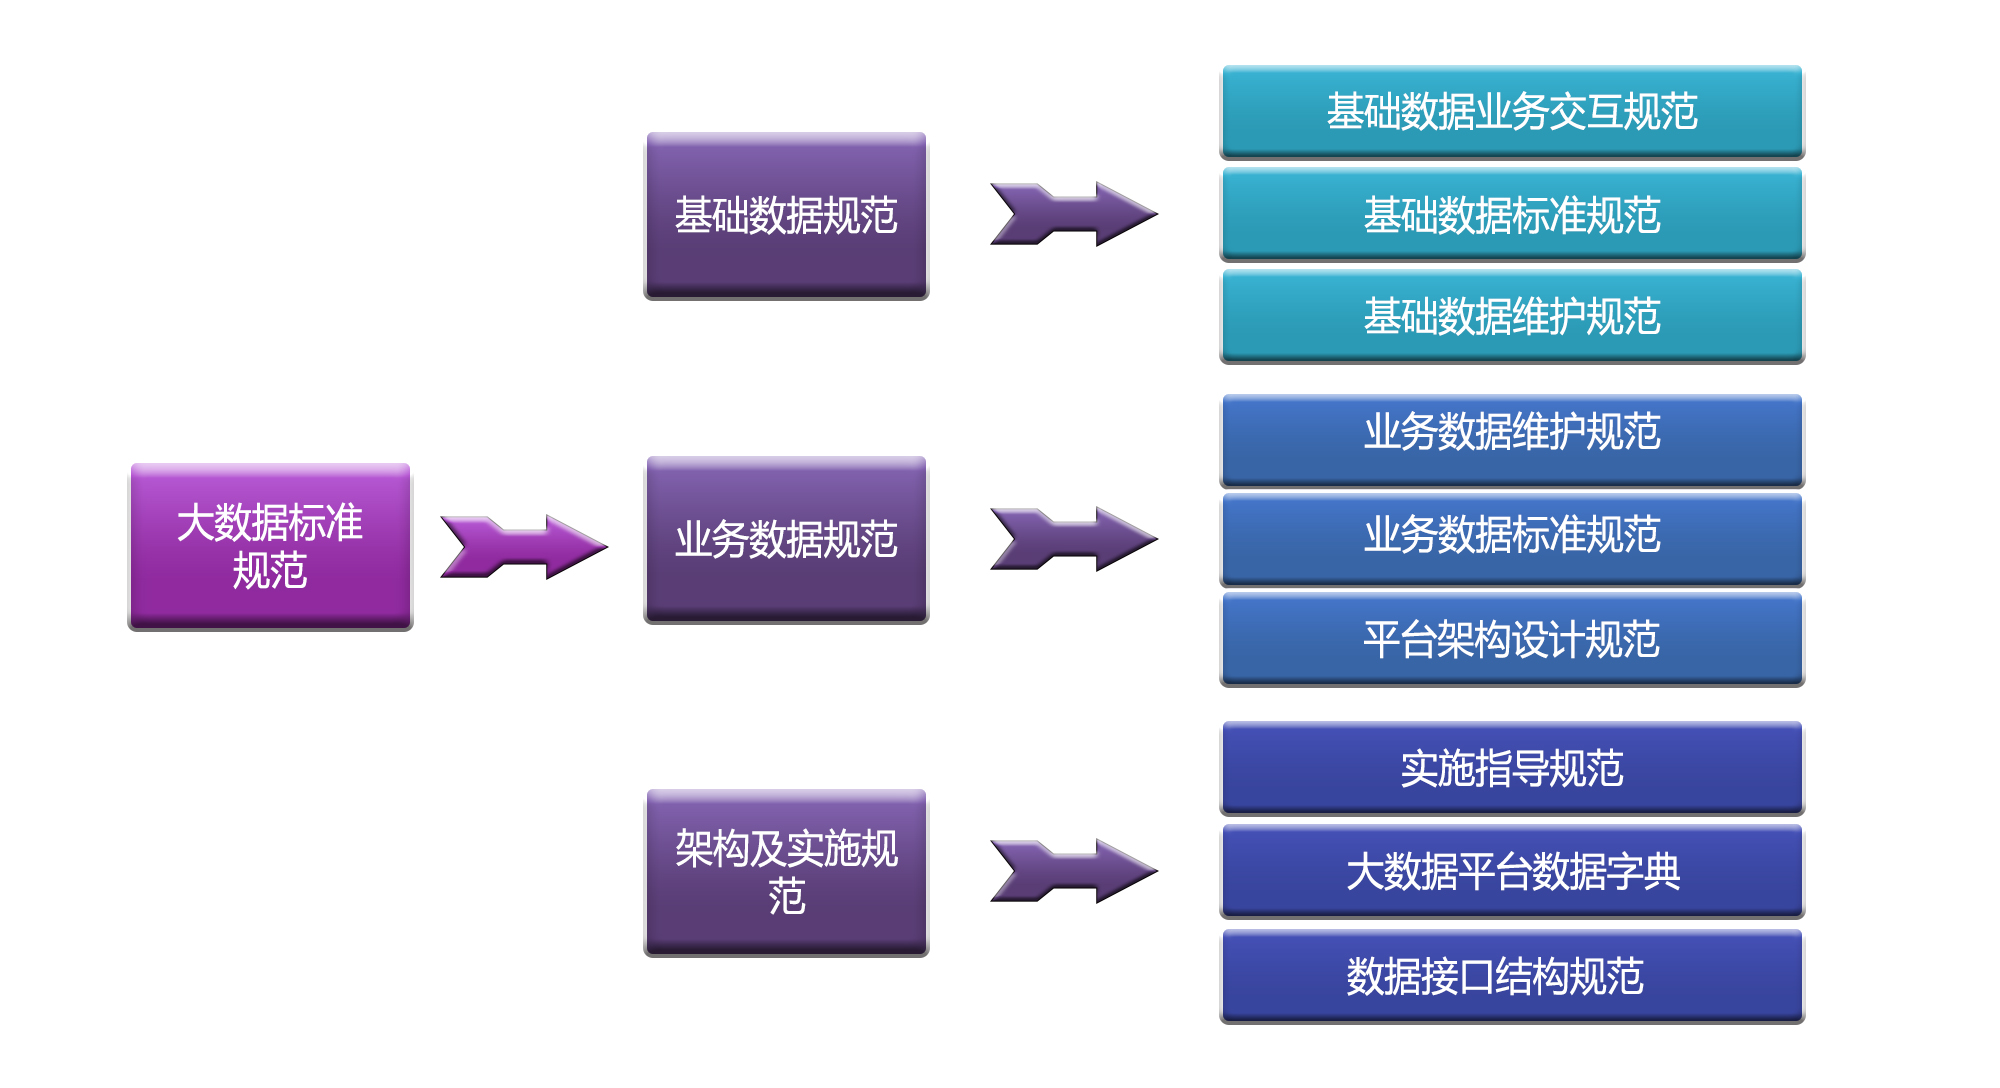 大数据标准
规范
基础数据规范
基础数据业务交互规范
基础数据标准规范
基础数据维护规范
业务数据规范
业务数据维护规范
业务数据标准规范
平台架构设计规范
架构及实施规
范
实施指导规范
大数据平台数据字典
数据接口结构规范